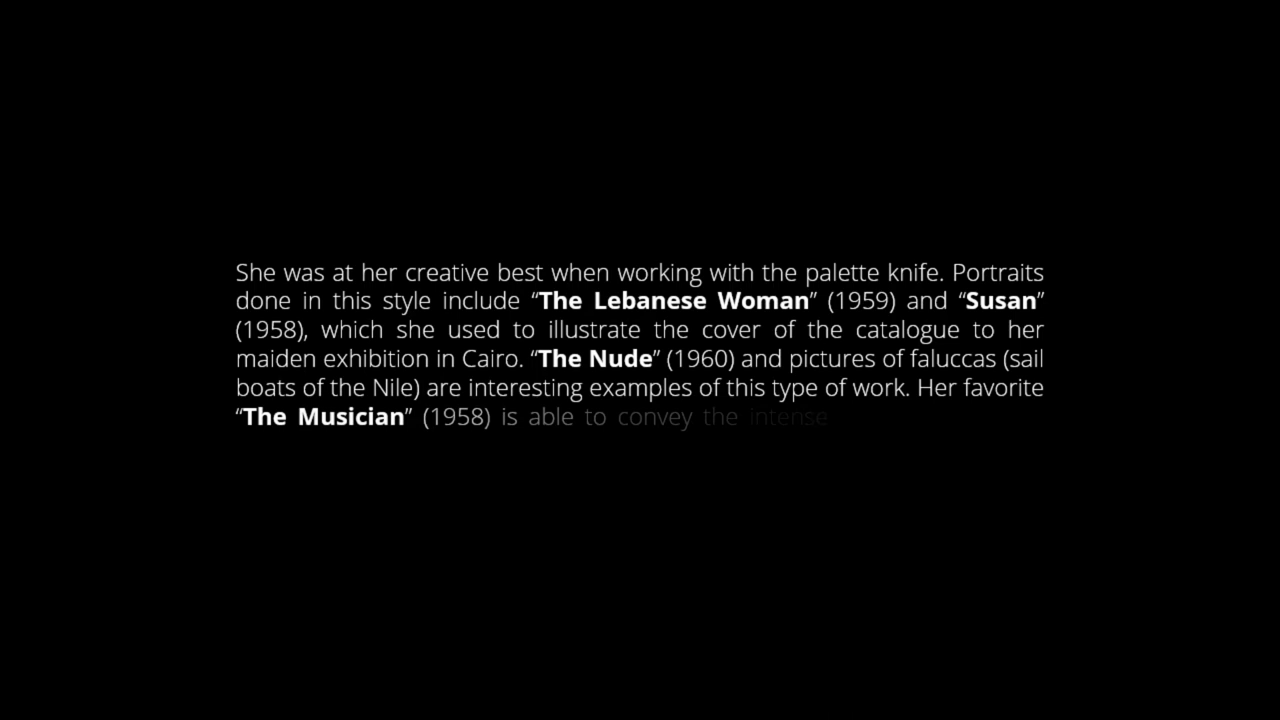 She was at her creative best when working with the palette knife. Portraits
done in this style include “The Lebanese Woman” (1959) and “Susan”
(1958), which she used to illustrate the cover of the catalogue to her
maiden exhibition in Cairo. “The Nude” (1960) and pictures of faluccas (sail
boats of the Nile) are interesting examples of this type of work. Her favorite
“The Musician” (1958) is able to convey the intense